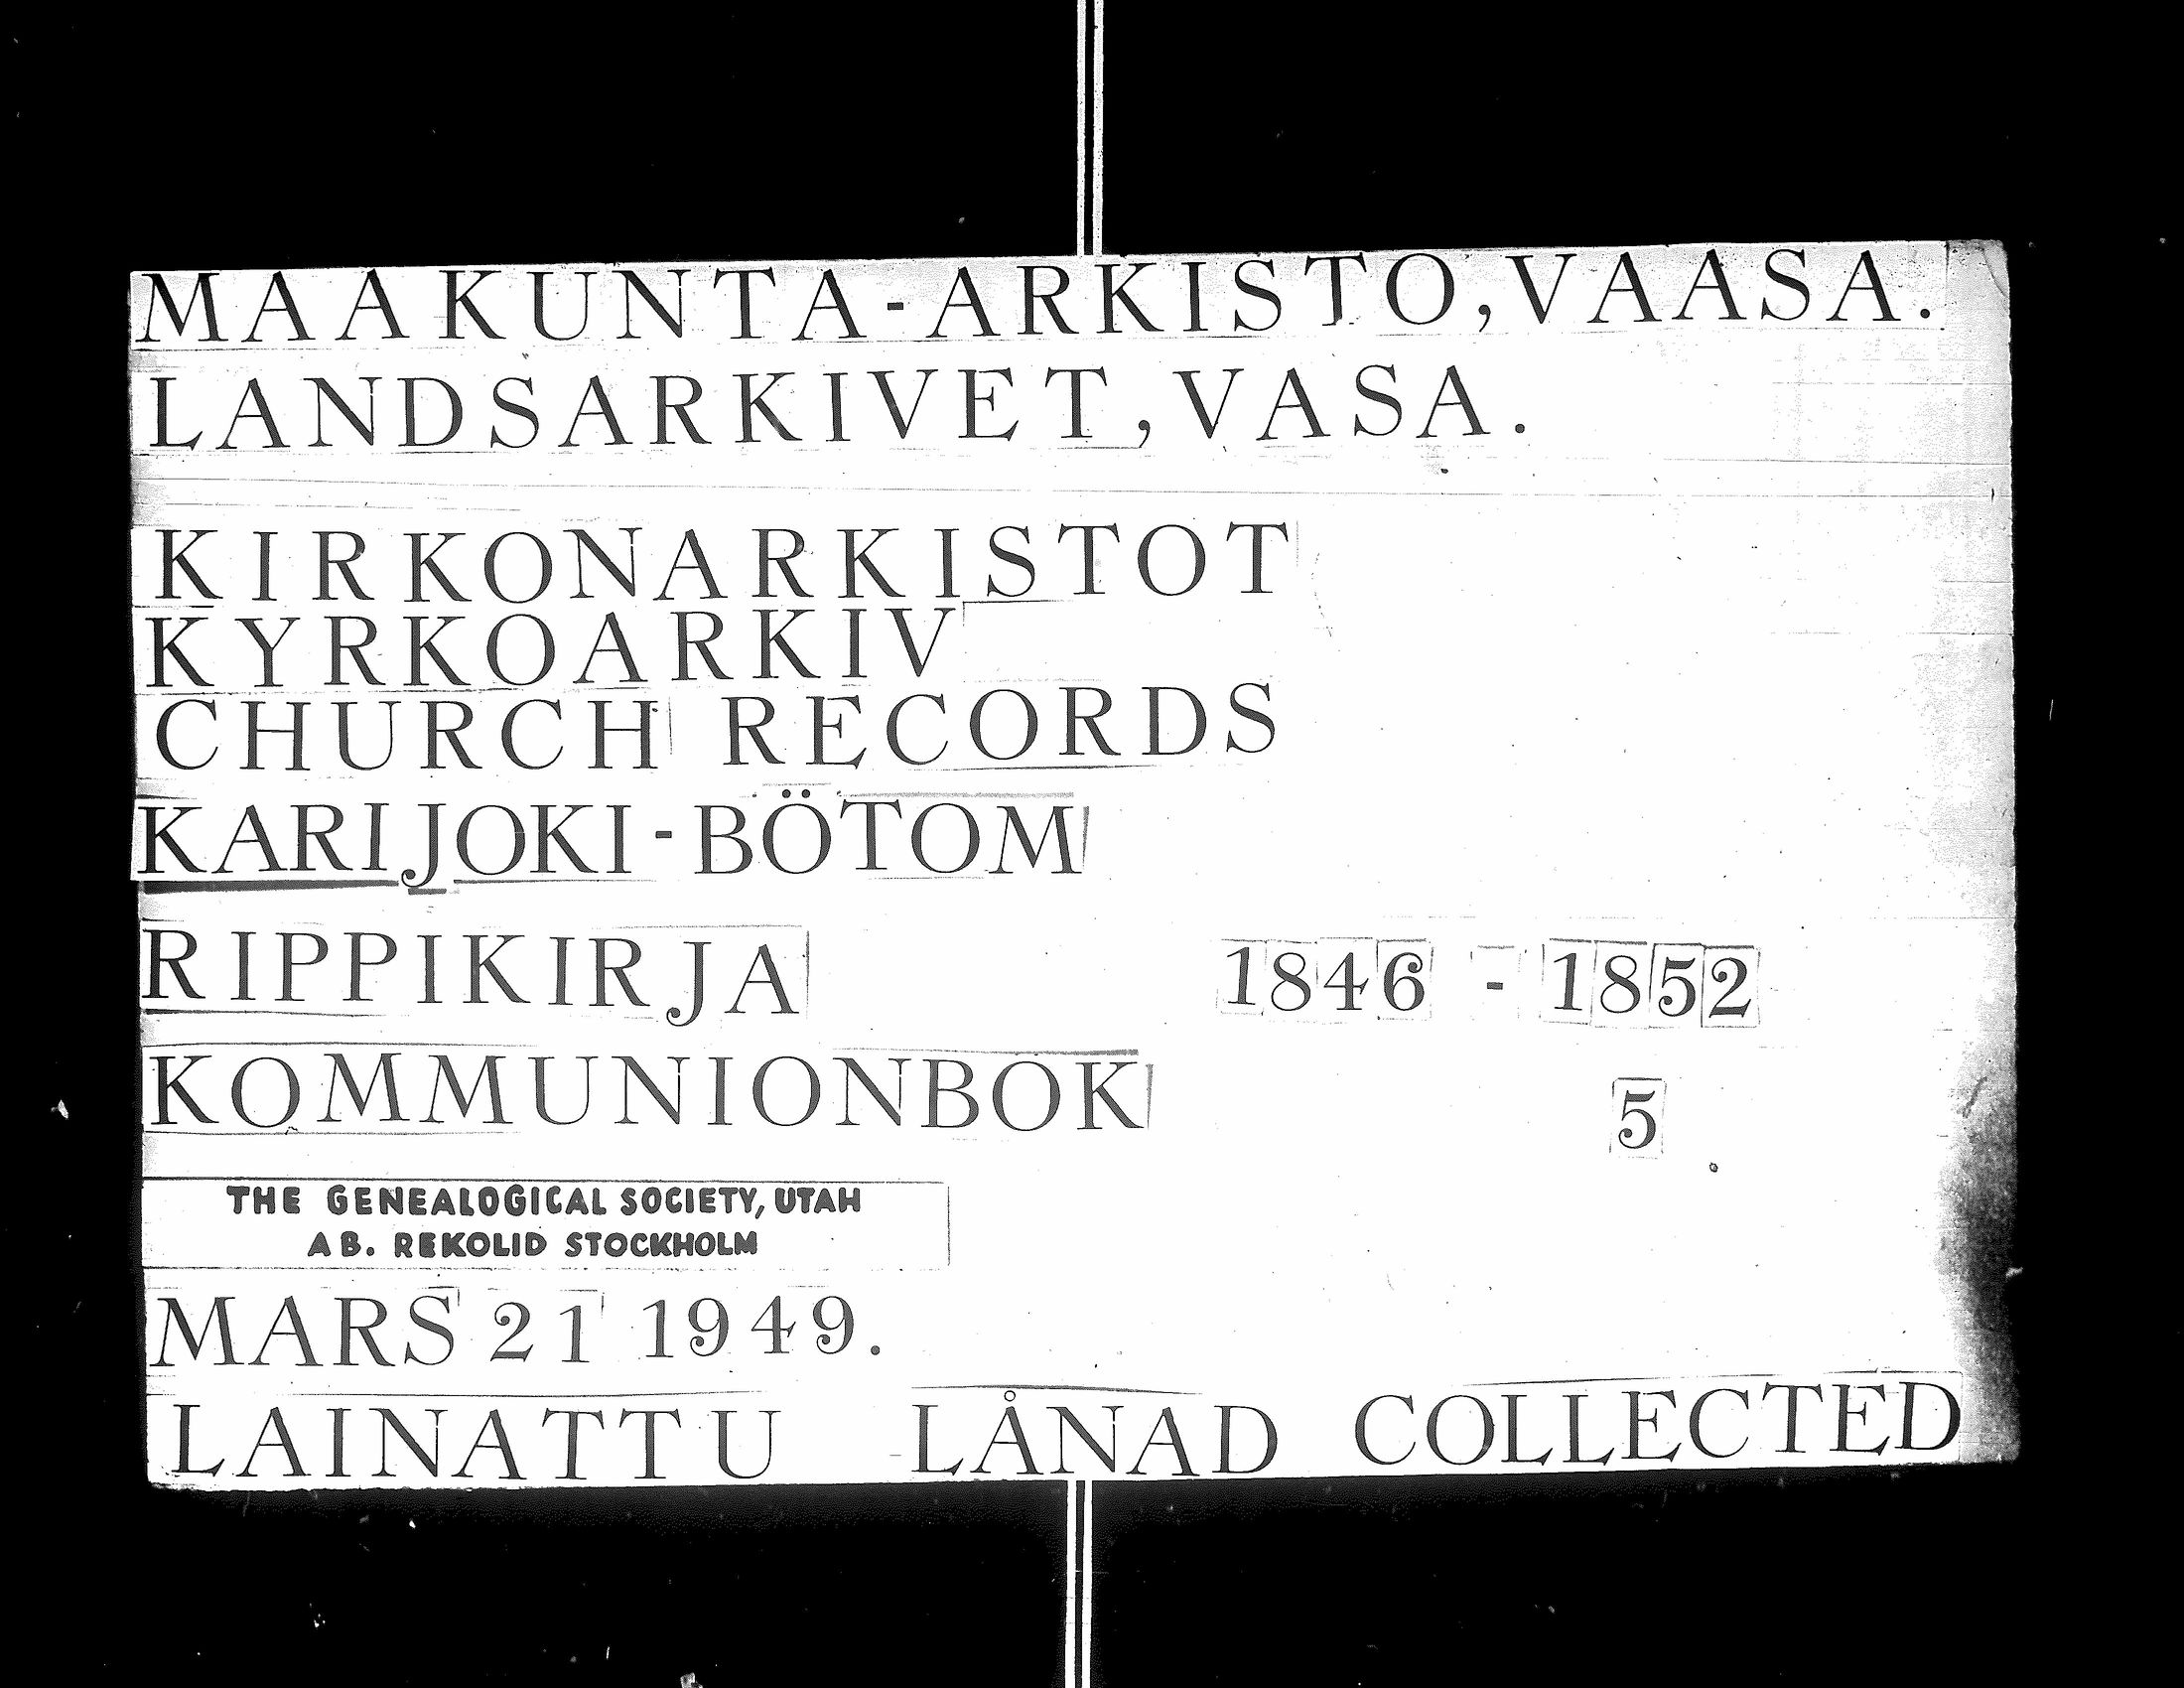 MAAKUNTA-ARKISTO, VAASA.
LANDSARKIVET, VASA.
KIRKONARKISTOT
KYRKOARKIV
CHURCH RECORDS
KARIJOKI-BÖTOM
RIPPIKIRJA 1846 - 1852
KOMMUNIONBOK 5
THE GENEALOGICAL SOCIETY, UTAH
AB. REKOLID STOCKHOLM
MARS 21 1949.
LAINATTU LÅNAD COLLECTED